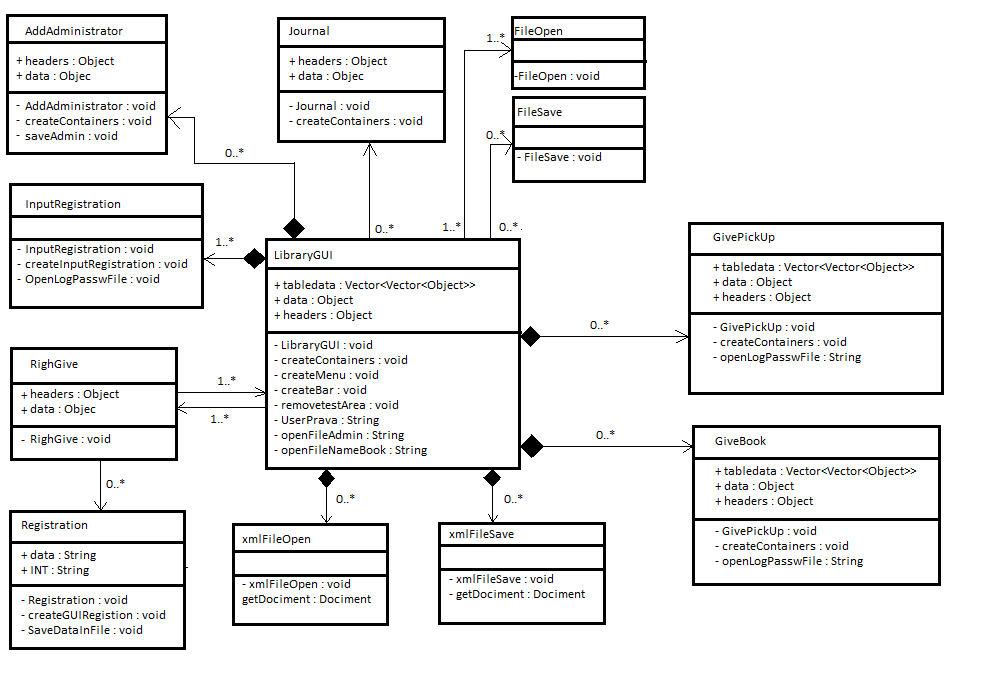 AddAdministrator
+ headers : Object
+ data : Objec
- AddAdministrator : void
- createContainers : void
- saveAdmin : void
0..*
Journal
+ headers : Object
+ data : Objec
- Journal : void
- createContainers : void
0..*
1..*
FileOpen
-FileOpen : void
1..*
FileSave
- FileSave : void
0..*
0..*
InputRegistration
- InputRegistration : void
- createInputRegistration : void
- OpenLogPasswFile : void
1..*
LibraryGUI
+ tabledata : Vector<Vector<Object>>
+ data : Object
+ headers : Object
- LibraryGUI : void
- createContainers : void
- createMenu : void
- createBar : void
- removetestArea : void
- UserPrava : String
- openFileAdmin : String
- openFileNameBook : String
GivePickUp
+ tabledata : Vector<Vector<Object>>
+ data : Object
+ headers : Object
- GivePickUp : void
- createContainers : void
- openLogPasswFile : String
0..*
RighGive
+ headers : Object
+ data : Objec
- RighGive : void
1..*
1..*
0..*
GiveBook
+ tabledata : Vector<Vector<Object>>
+ data : Object
+ headers : Object
- GivePickUp : void
- createContainers : void
- openLogPasswFile : String
0..*
Registration
+ data : String
+ INT : String
- Registration : void
- createGUIRegistion : void
- SaveDataInFile : void
0..*
xmlFileOpen
- xmlFileOpen : void
getDociment : Dociment
0..*
xmlFileSave
- xmlFileSave : void
- getDociment : Dociment